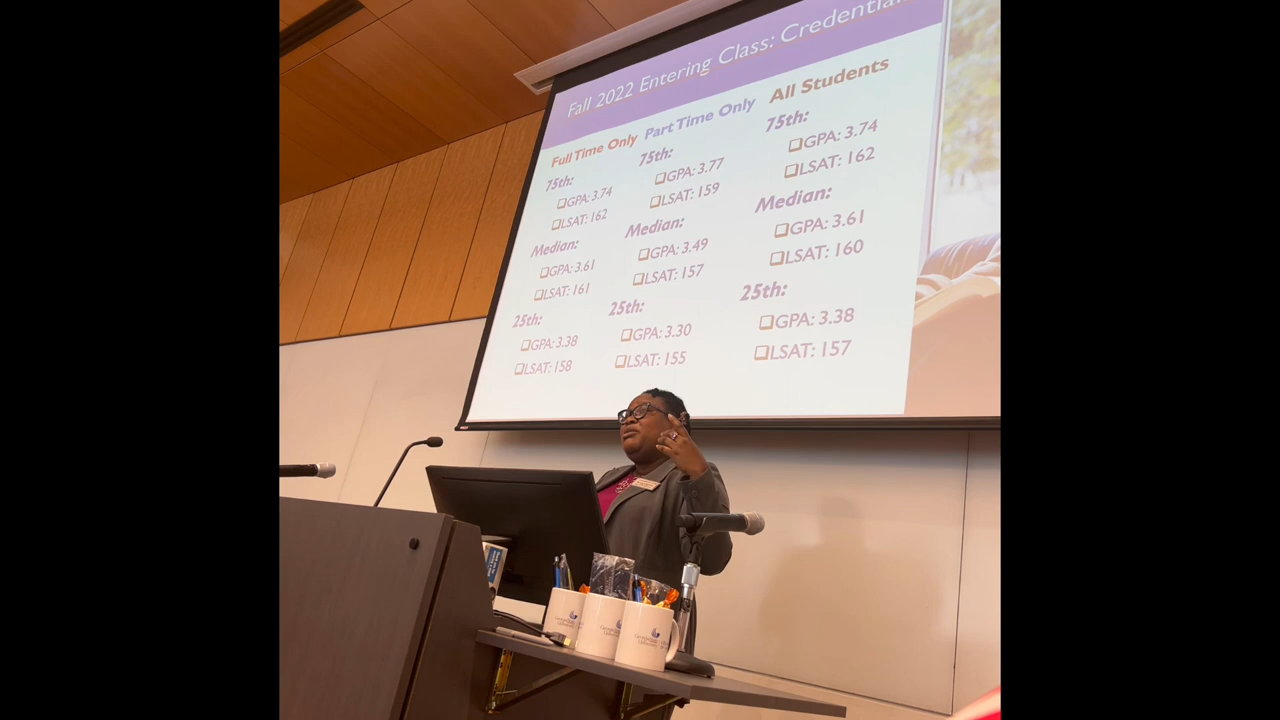 Fall 2022 Entering Class: Credential
Full Time Only
75th:
GPA: 3.74
LSAT: 162
Median:
GPA: 3.61
LSAT: 161
25th:
GPA: 3.38
LSAT: 158
Part Time Only
75th:
GPA: 3.77
LSAT: 159
Median:
GPA: 3.49
LSAT: 157
25th:
GPA: 3.30
LSAT: 155
All Students
75th:
GPA: 3.74
LSAT: 162
Median:
GPA: 3.61
LSAT: 160
25th:
GPA: 3.38
LSAT: 157